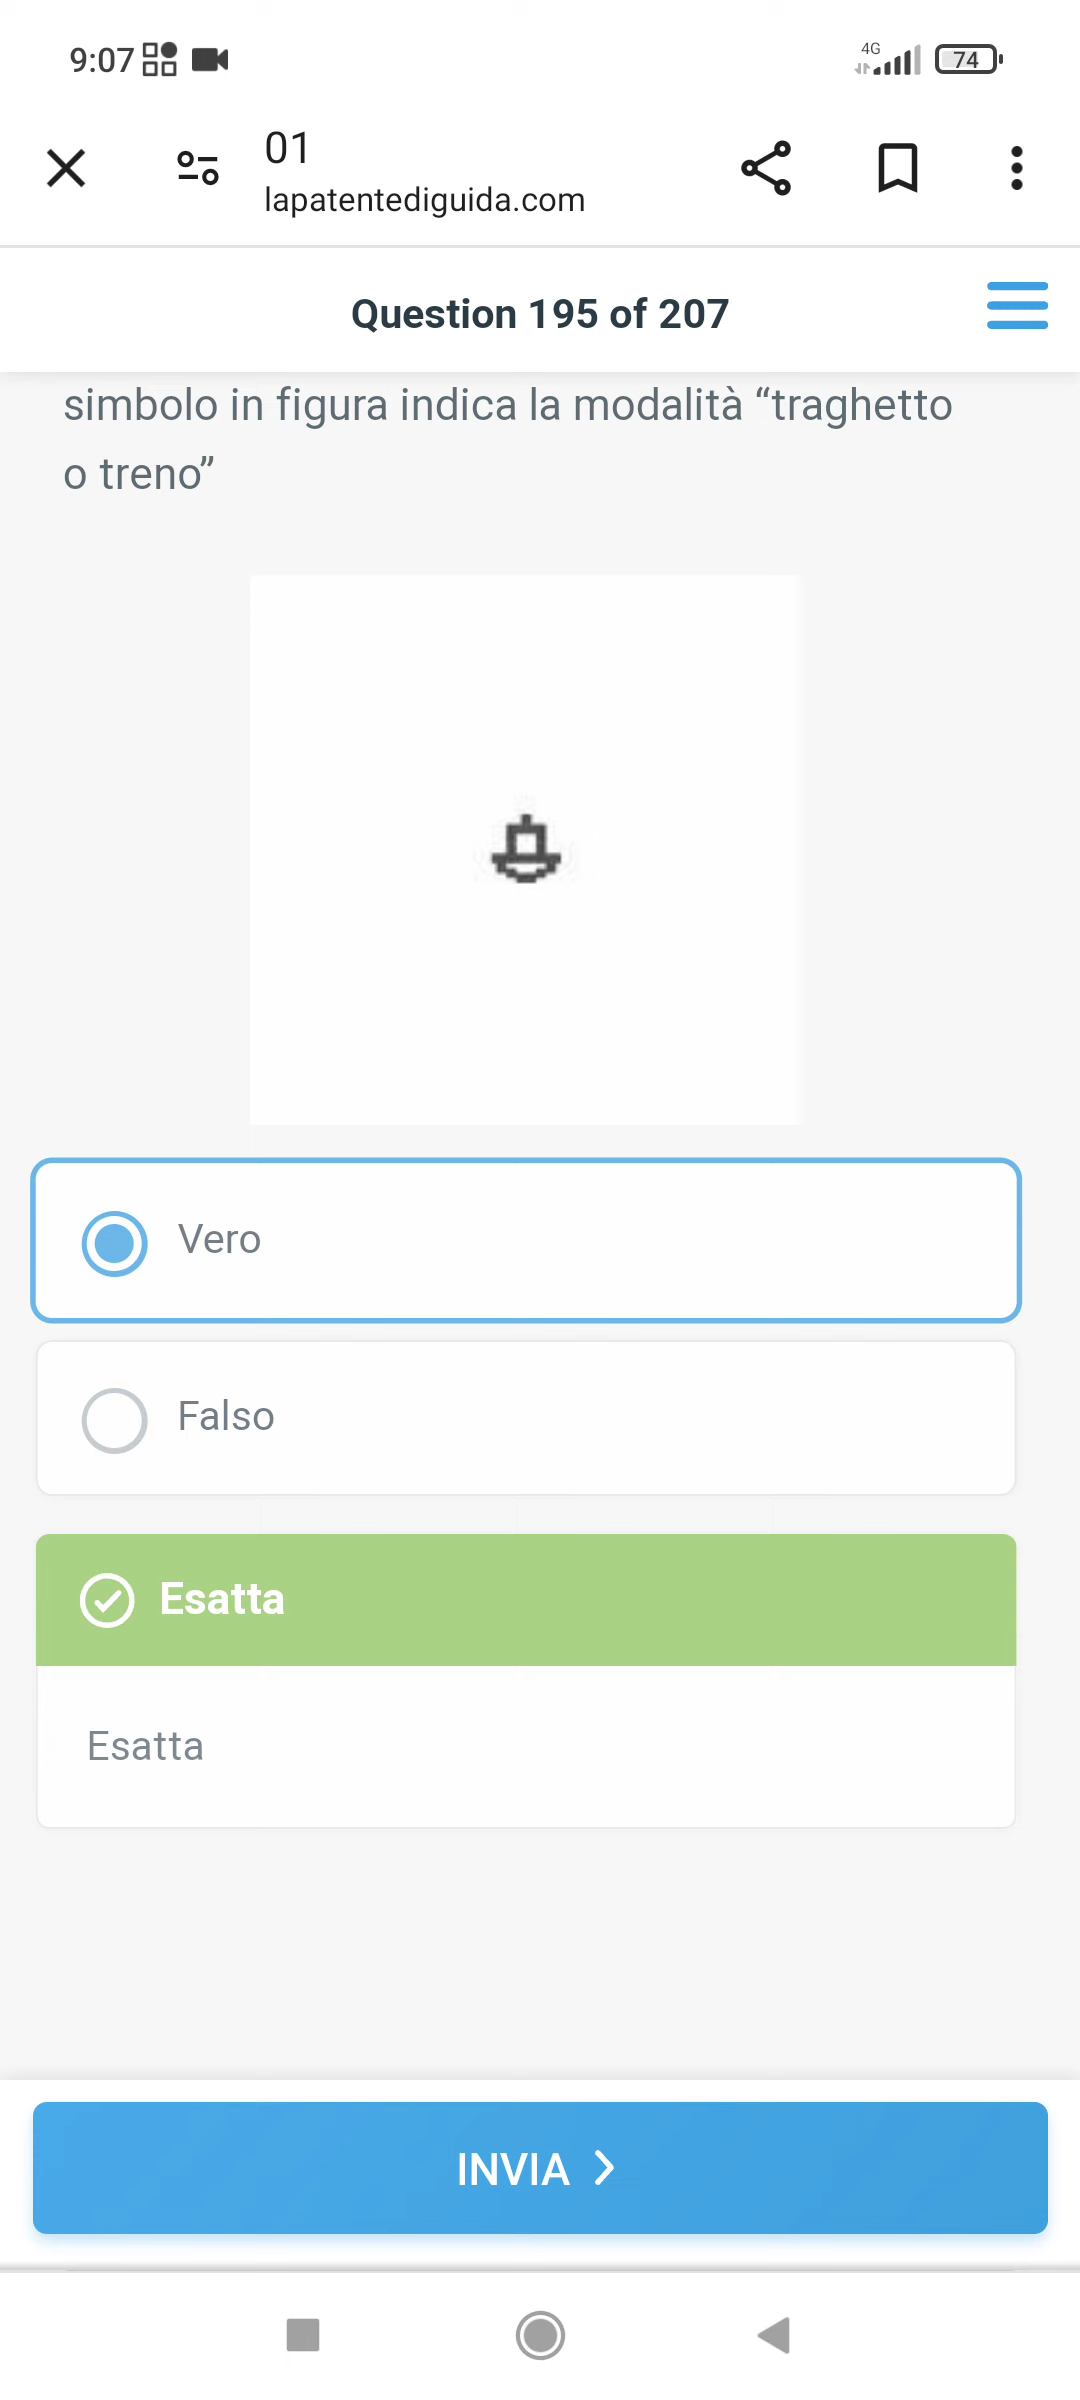 9:07
4G
74
01
lapatentediguida.com
Question 195 of 207
simbolo in figura indica la modalità “traghetto
o treno”
Vero
Falso
Esatta
Esatta
INVIA